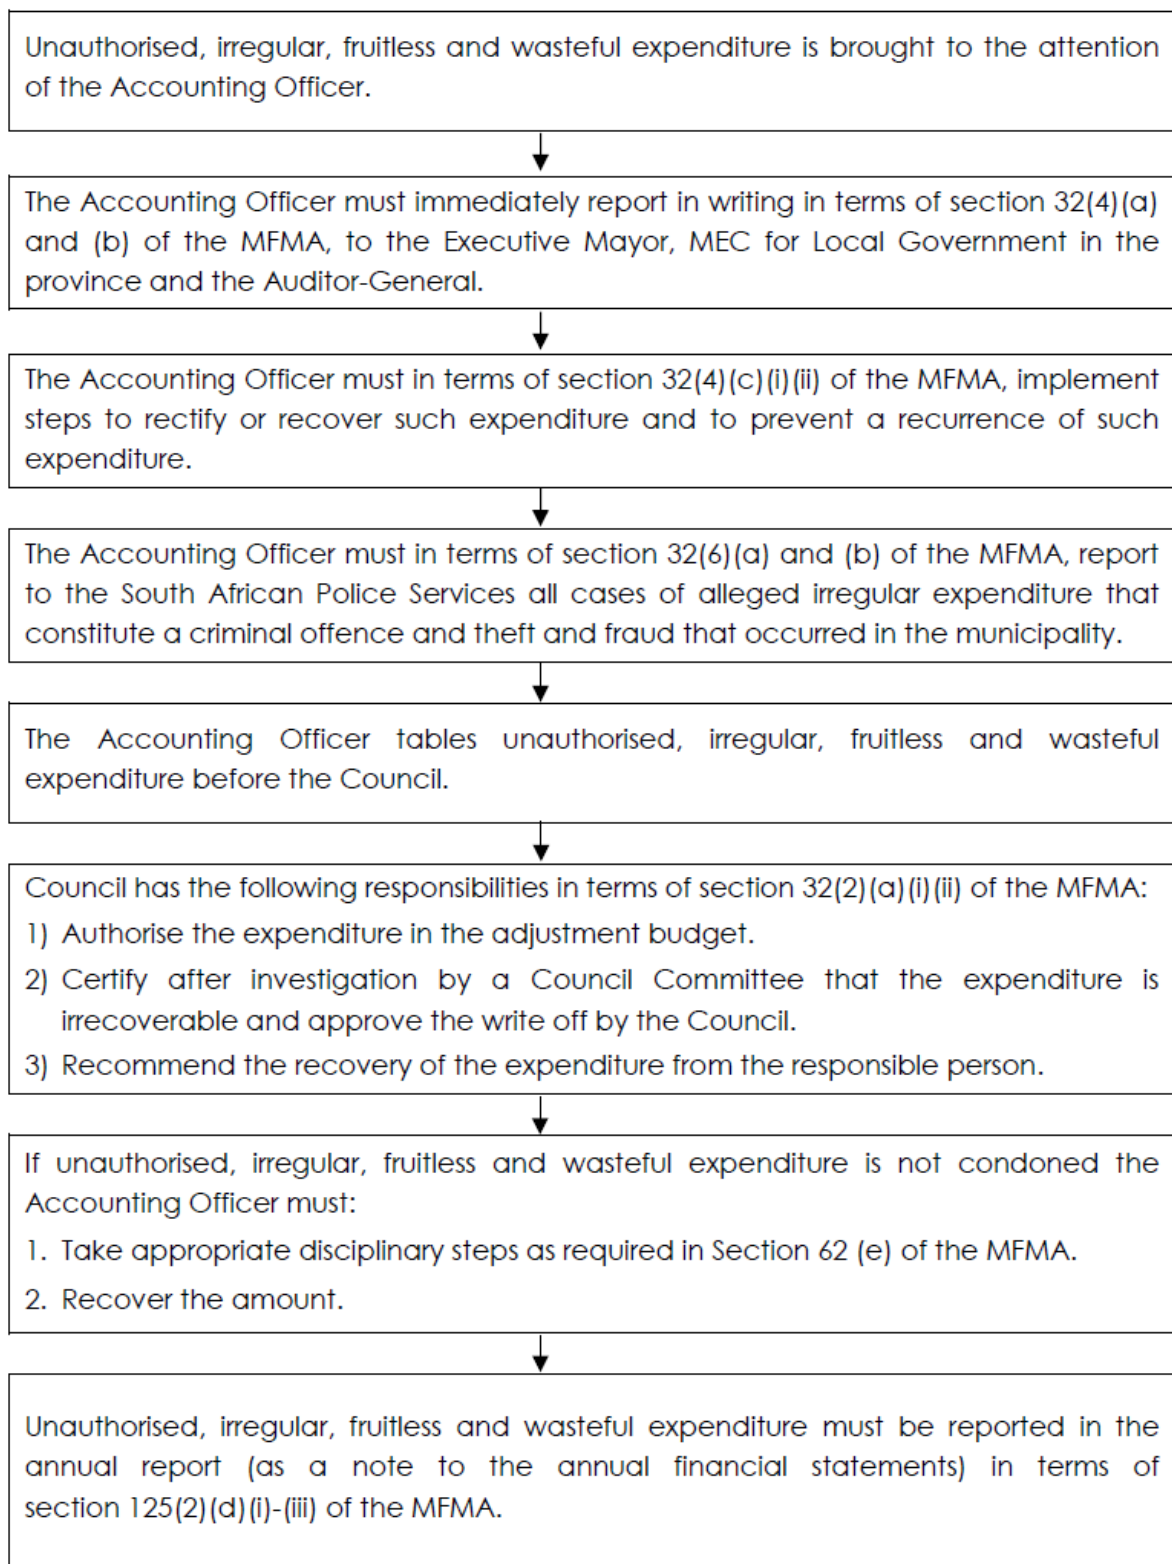 Unauthorised, irregular, fruitless and wasteful expenditure is brought to the attention
of the Accounting Officer.
The Accounting Officer must immediately report in writing in terms of section 32(4)(a)
and (b) of the MFMA, to the Executive Mayor, MEC for Local Government in the
province and the Auditor-General.
The Accounting Officer must in terms of section 32(4)(c)(i)(ii) of the MFMA, implement
steps to rectify or recover such expenditure and to prevent a recurrence of such
expenditure.
The Accounting Officer must in terms of section 32(6)(a) and (b) of the MFMA, report
to the South African Police Services all cases of alleged irregular expenditure that
constitute a criminal offence and theft and fraud that occurred in the municipality.
The Accounting Officer tables unauthorised, irregular, fruitless and wasteful
expenditure before the Council.
Council has the following responsibilities in terms of section 32(2)(a)(i)(ii) of the MFMA:
1) Authorise the expenditure in the adjustment budget.
2) Certify after investigation by a Council Committee that the expenditure is
irrecoverable and approve the write off by the Council.
3) Recommend the recovery of the expenditure from the responsible person.
If unauthorised, irregular, fruitless and wasteful expenditure is not condoned the
Accounting Officer must:
1. Take appropriate disciplinary steps as required in Section 62 (e) of the MFMA.
2. Recover the amount.
Unauthorised, irregular, fruitless and wasteful expenditure must be reported in the
annual report (as a note to the annual financial statements) in terms of
section 125(2)(d)(i)-(iii) of the MFMA.